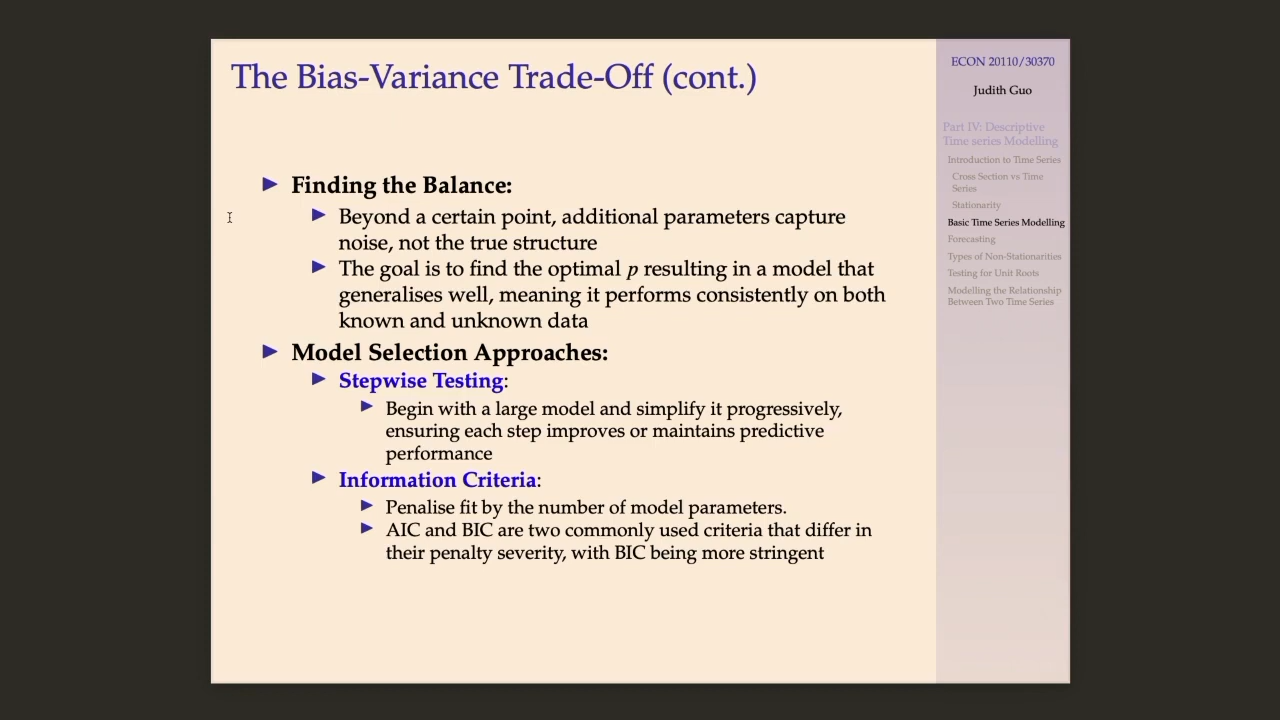 The Bias-Variance Trade-Off (cont.)
Finding the Balance:
Beyond a certain point, additional parameters capture
noise, not the true structure
The goal is to find the optimal p resulting in a model that
generalises well, meaning it performs consistently on both
known and unknown data
Model Selection Approaches:
Stepwise Testing:
Begin with a large model and simplify it progressively,
ensuring each step improves or maintains predictive
performance
Information Criteria:
Penalise fit by the number of model parameters.
AIC and BIC are two commonly used criteria that differ in
their penalty severity, with BIC being more stringent
ECON 20110/30370
Judith Guo
Part IV: Descriptive
Time series Modelling
Introduction to Time Series
Cross Section vs Time
Series
Stationarity
Basic Time Series Modelling
Forecasting
Types of Non-Stationarities
Testing for Unit Roots
Modelling the Relationship
Between Two Time Series